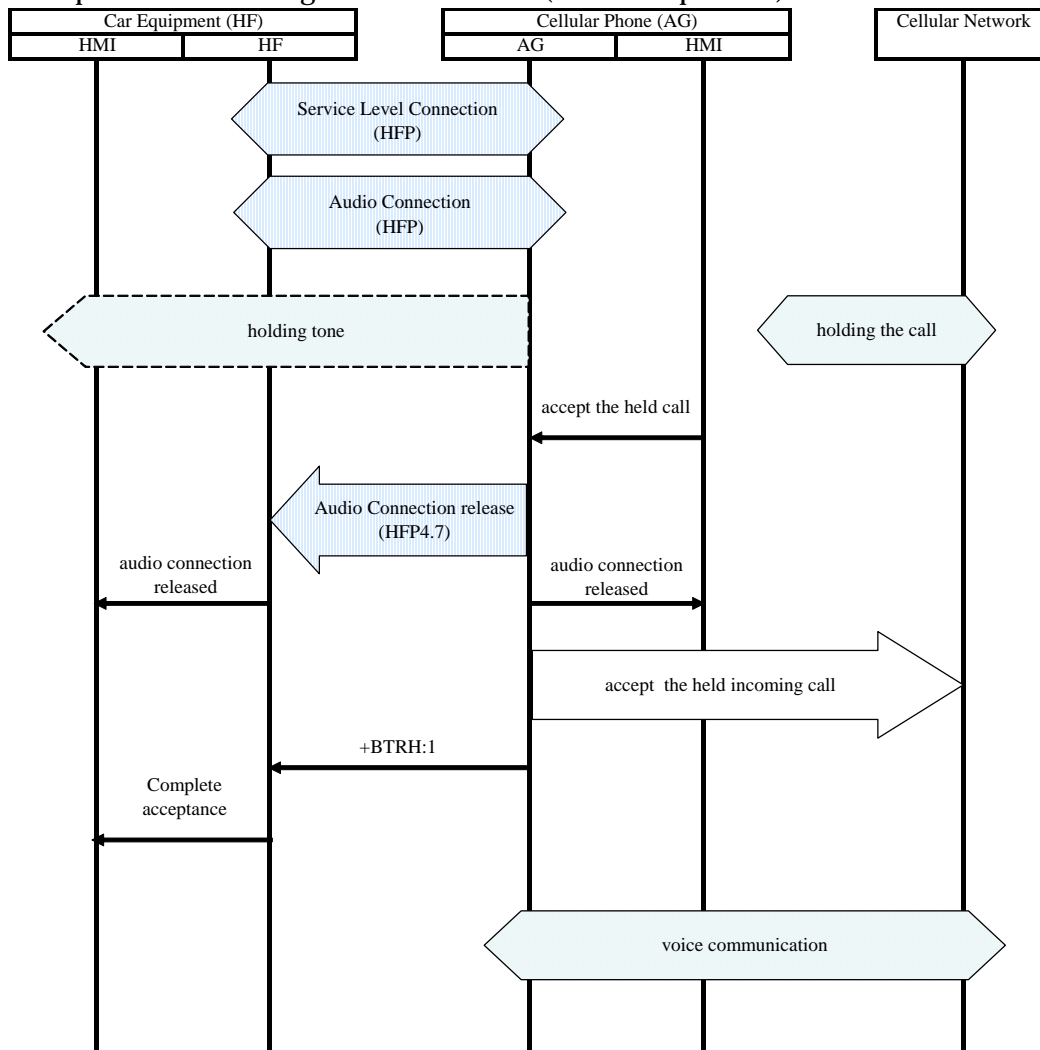 Car Equipment (HF)
Cellular Phone (AG)
Cellular Network
HMI
HF
AG
HMI
Service Level Connection
(HFP)
Audio Connection
(HFP)
holding tone
holding the call
accept the held call
Audio Connection release
(HFP4.7)
audio connection
released
audio connection
released
accept the held incoming call
+BTRH:1
Complete
acceptance
voice communication